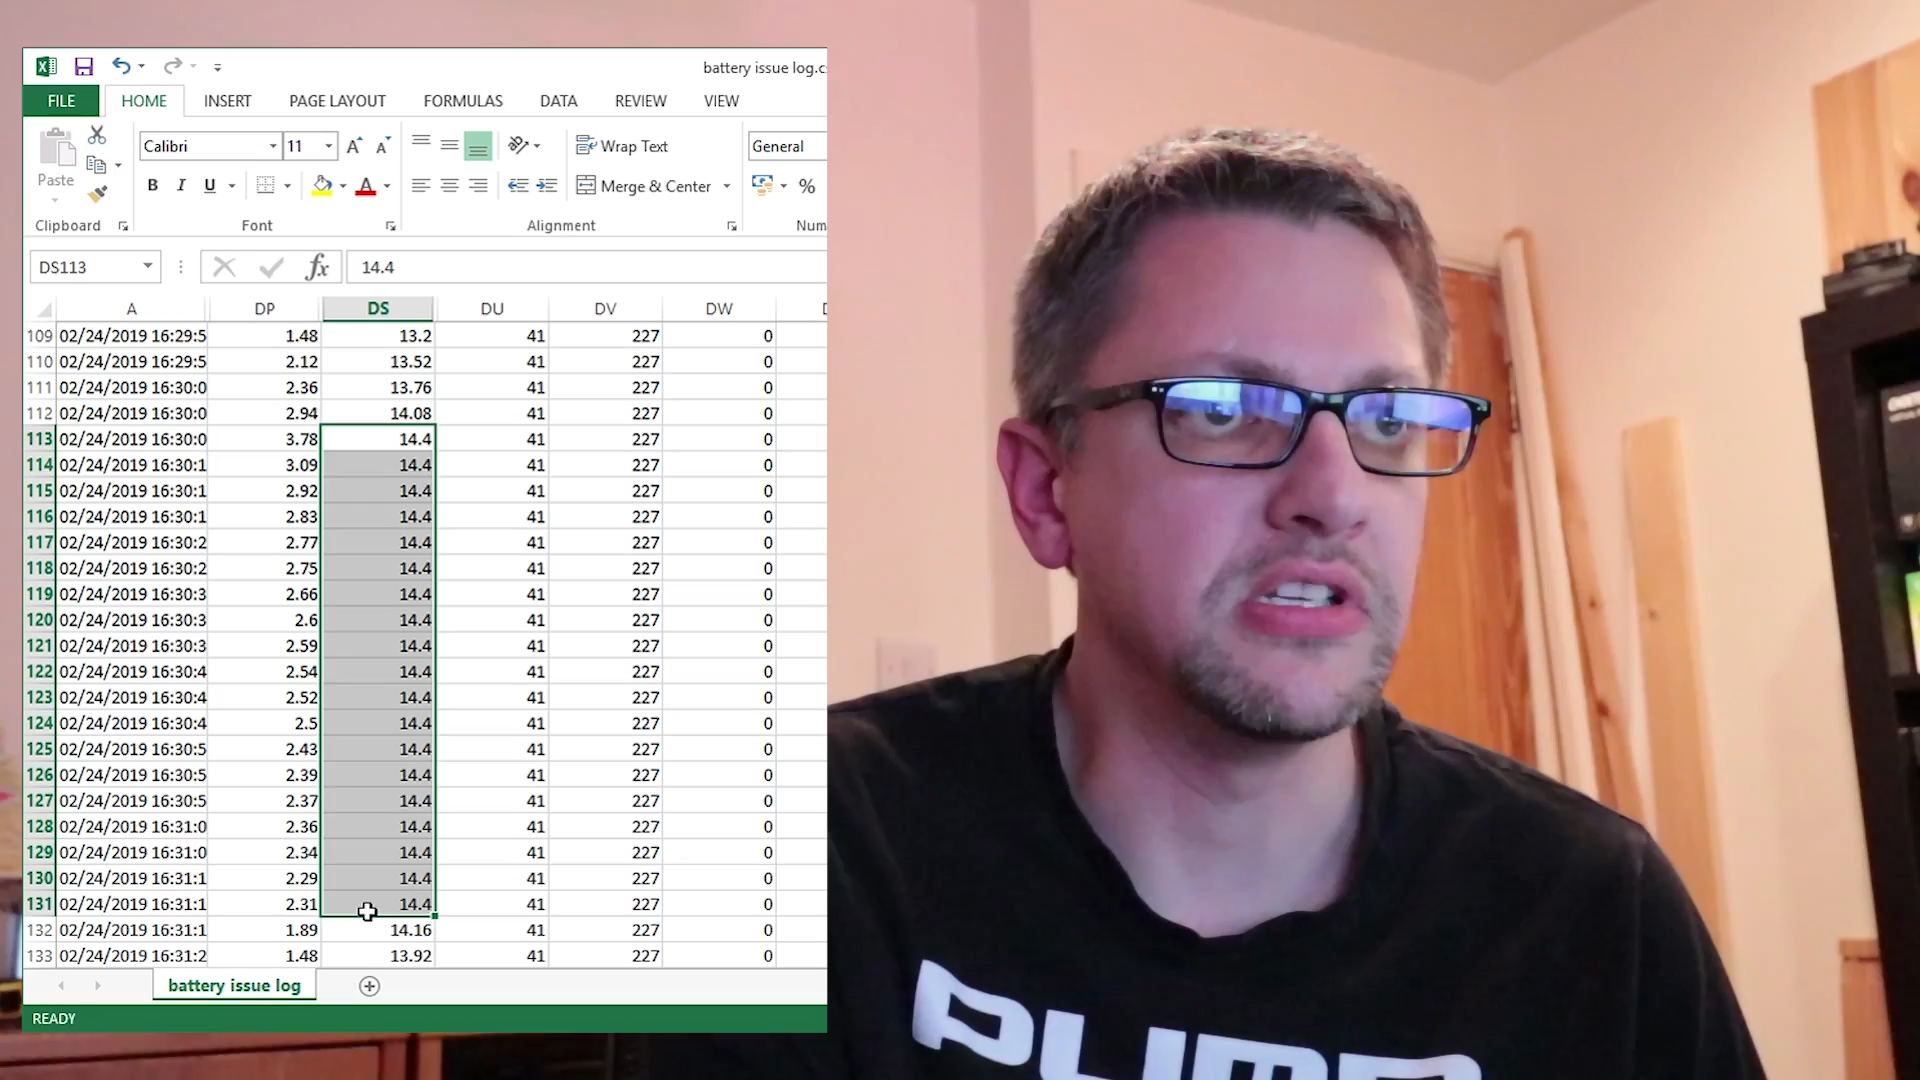 battery issue log.c
FILE HOME INSERT PAGE LAYOUT FORMULAS DATA REVIEW VIEW
Calibri 11 Wrap Text General
Paste B I U A Merge & Center %
Clipboard Font Alignment Num
DS113 fx 14.4
A DP DS DU DV DW
109 02/24/2019 16:29:5 1.48 13.2 41 227 0
110 02/24/2019 16:29:5 2.12 13.52 41 227 0
111 02/24/2019 16:30:0 2.36 13.76 41 227 0
112 02/24/2019 16:30:0 2.94 14.08 41 227 0
113 02/24/2019 16:30:0 3.78 14.4 41 227 0
114 02/24/2019 16:30:1 3.09 14.4 41 227 0
115 02/24/2019 16:30:1 2.92 14.4 41 227 0
116 02/24/2019 16:30:1 2.83 14.4 41 227 0
117 02/24/2019 16:30:2 2.77 14.4 41 227 0
118 02/24/2019 16:30:2 2.75 14.4 41 227 0
119 02/24/2019 16:30:3 2.66 14.4 41 227 0
120 02/24/2019 16:30:3 2.6 14.4 41 227 0
121 02/24/2019 16:30:3 2.59 14.4 41 227 0
122 02/24/2019 16:30:4 2.54 14.4 41 227 0
123 02/24/2019 16:30:4 2.52 14.4 41 227 0
124 02/24/2019 16:30:4 2.5 14.4 41 227 0
125 02/24/2019 16:30:5 2.43 14.4 41 227 0
126 02/24/2019 16:30:5 2.39 14.4 41 227 0
127 02/24/2019 16:30:5 2.37 14.4 41 227 0
128 02/24/2019 16:31:0 2.36 14.4 41 227 0
129 02/24/2019 16:31:0 2.34 14.4 41 227 0
130 02/24/2019 16:31:1 2.29 14.4 41 227 0
131 02/24/2019 16:31:1 2.31 14.4 41 227 0
132 02/24/2019 16:31:1 1.89 14.16 41 227 0
133 02/24/2019 16:31:2 1.48 13.92 41 227 0
battery issue log
READY
PUMA